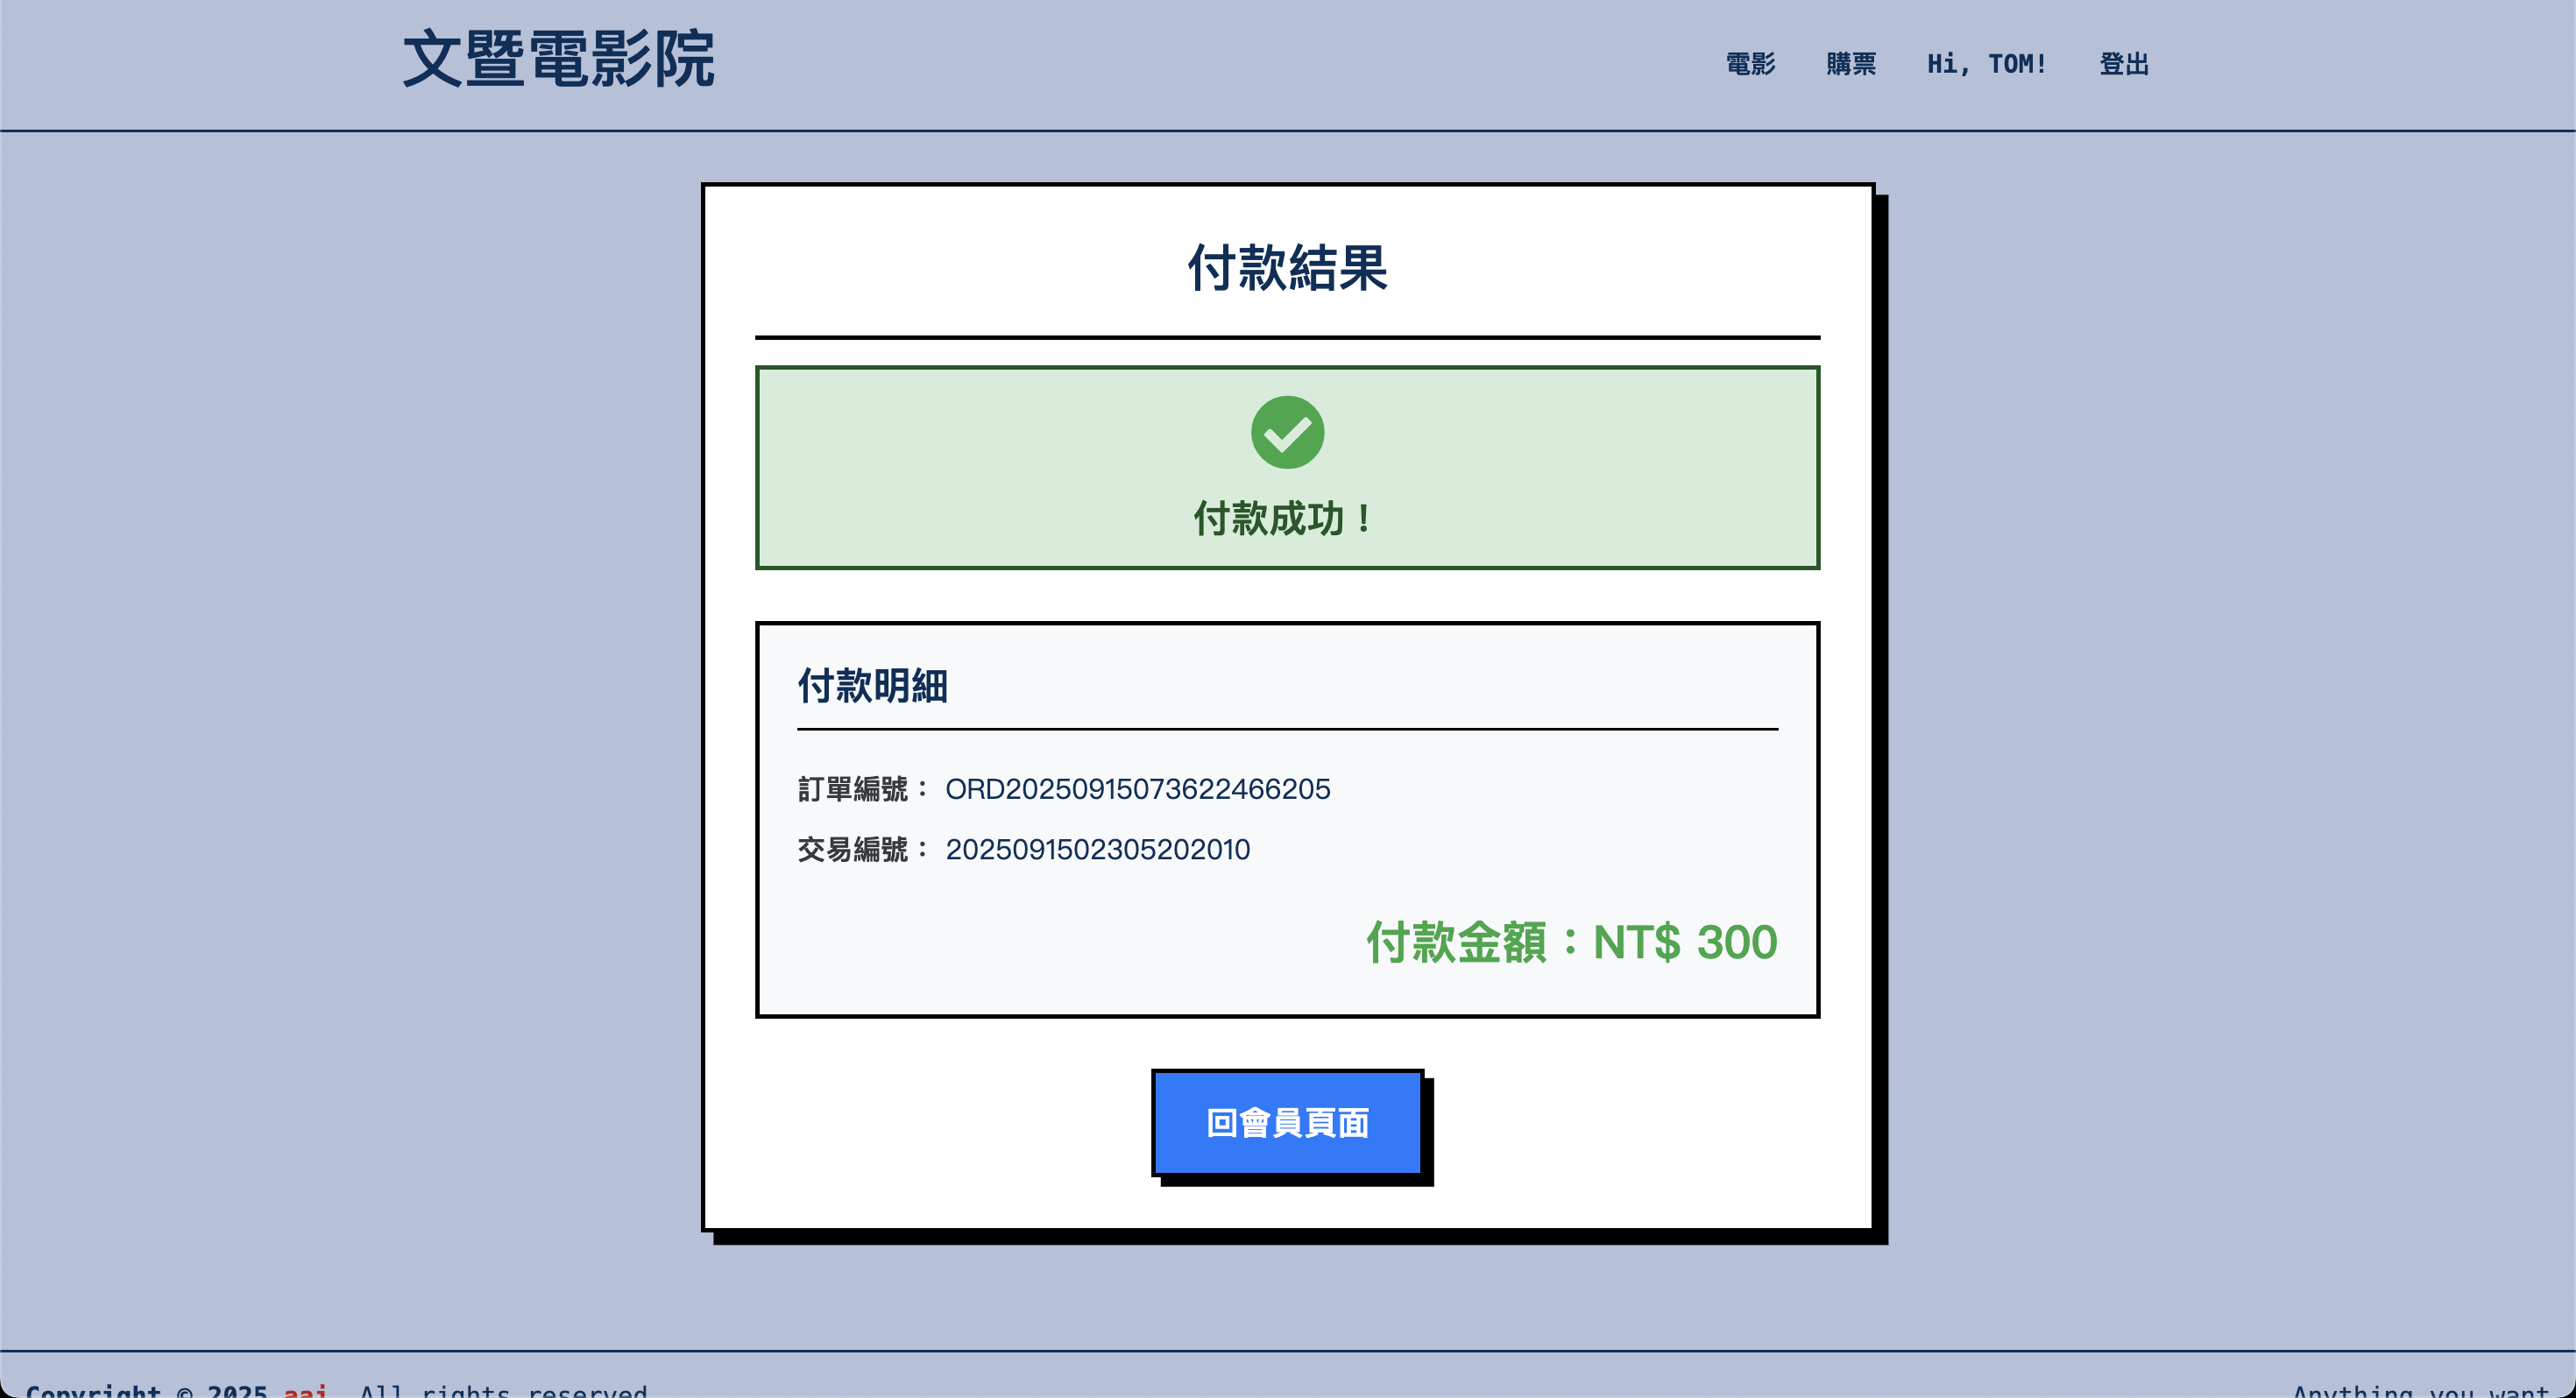 文暨電影院
電影 購票 Hi, TOM! 登出
付款結果
付款成功！
付款明細
訂單編號： ORD20250915073622466205
交易編號： 2025091502305202010
付款金額：NT$ 300
回會員頁面
Copyright © 2025 aai. All rights reserved.
Anything you want